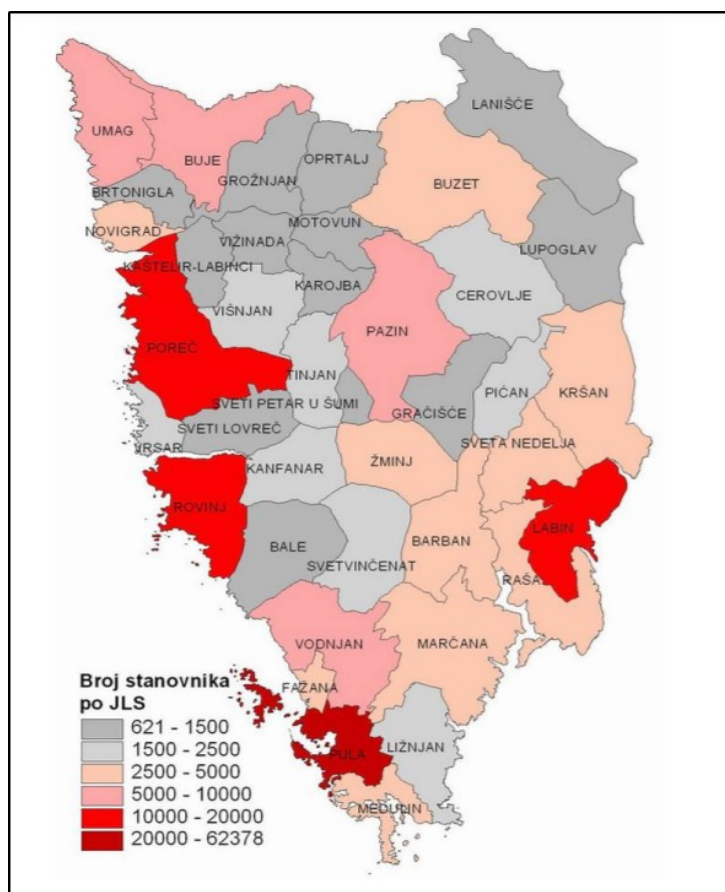 LANIŠĆE
UMAG
BUJE
OPRTALJ
GROŽNJAN
BUZET
BRTONIGLA
NOVIGRAD
MOTOVUN
VIŽINADA
LUPOGLAV
KAŠTELIR-LABINCI
KAROJBA
CEROVLJE
VIŠNJAN
PAZIN
POREČ
TINJAN
PIĆAN
KRŠAN
SVETI PETAR U ŠUMI
GRAČIŠĆE
SVETI LOVREČ
SVETA NEDELJA
VRSAR
KANFANAR
ŽMINJ
ROVINJ
LABIN
BALE
BARBAN
SVETVINČENAT
RAŠA
VODNJAN
MARČANA
FAŽANA
LIŽNJAN
PULA
MEDULIN
Broj stanovnika
po JLS
621 - 1500
1500 - 2500
2500 - 5000
5000 - 10000
10000 - 20000
20000 - 62378